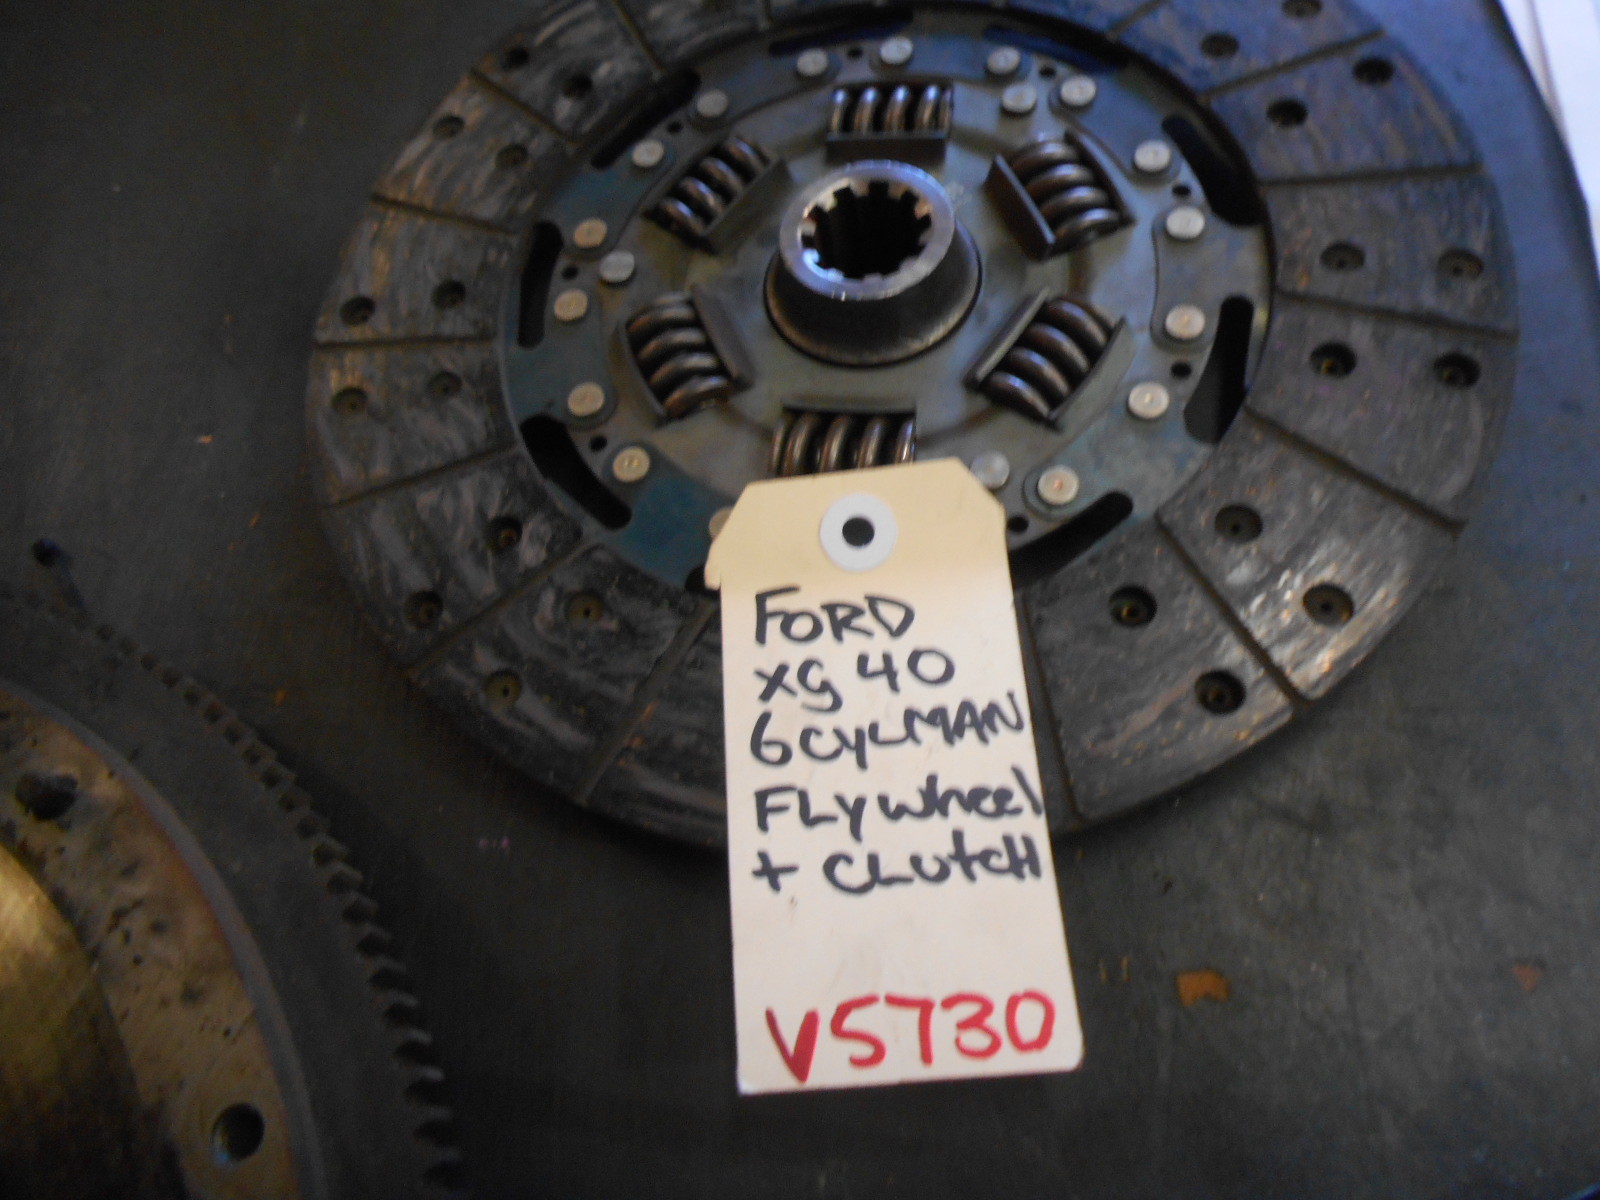 FORD
XG 40
6CYLMAN
FLYwheel
+ CLUtCH
V5730